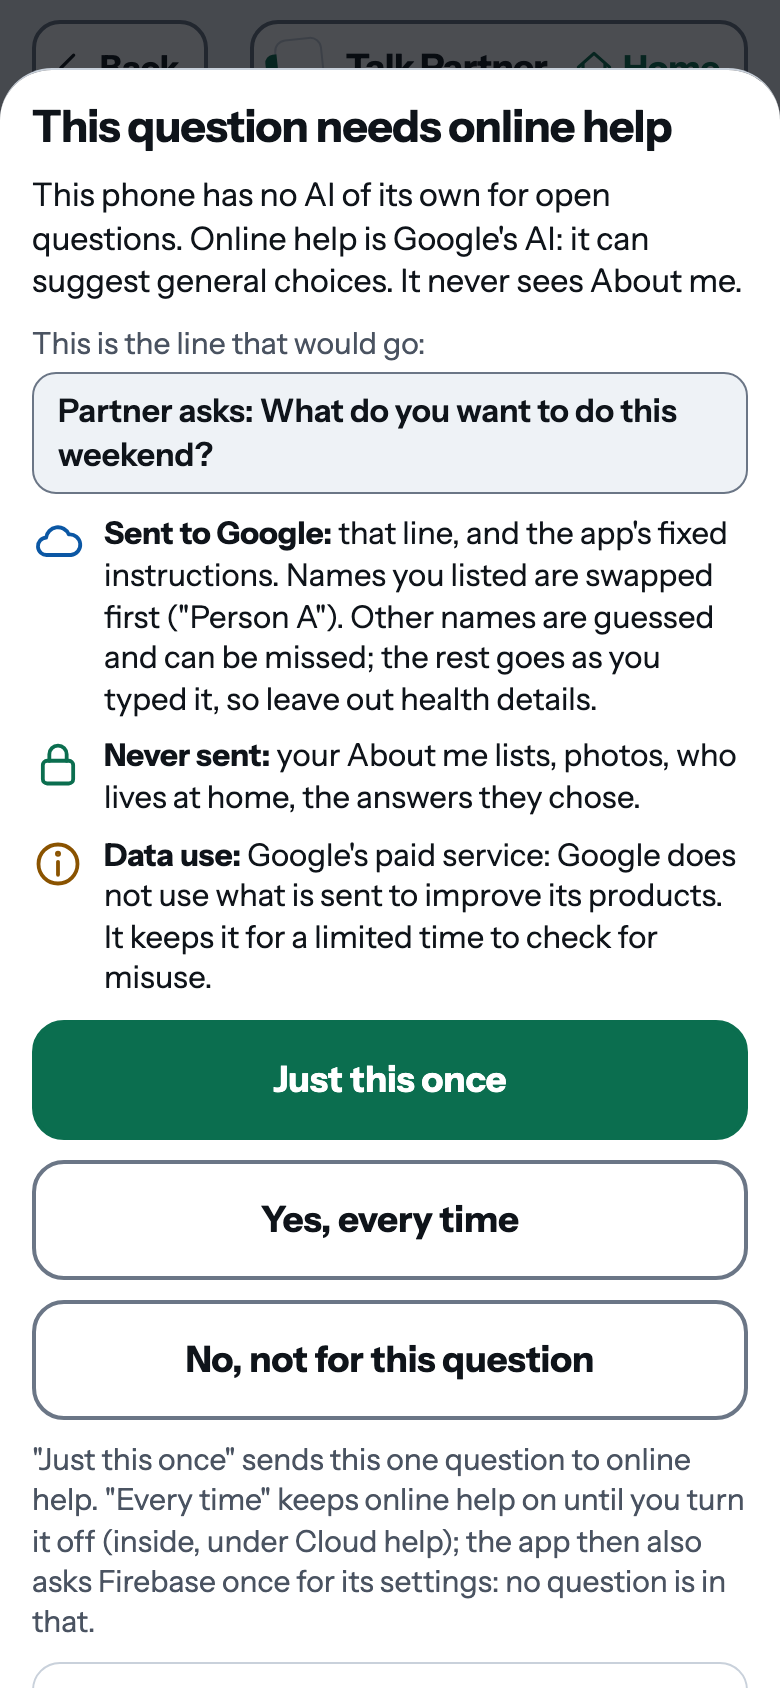 Back
Talk Partner
Home
This question needs online help
This phone has no AI of its own for open
questions. Online help is Google's AI: it can
suggest general choices. It never sees About me.
This is the line that would go:
Partner asks: What do you want to do this
weekend?
Sent to Google: that line, and the app's fixed
instructions. Names you listed are swapped
first ("Person A"). Other names are guessed
and can be missed; the rest goes as you
typed it, so leave out health details.
Never sent: your About me lists, photos, who
lives at home, the answers they chose.
Data use: Google's paid service: Google does
not use what is sent to improve its products.
It keeps it for a limited time to check for
misuse.
Just this once
Yes, every time
No, not for this question
"Just this once" sends this one question to online
help. "Every time" keeps online help on until you turn
it off (inside, under Cloud help); the app then also
asks Firebase once for its settings: no question is in
that.